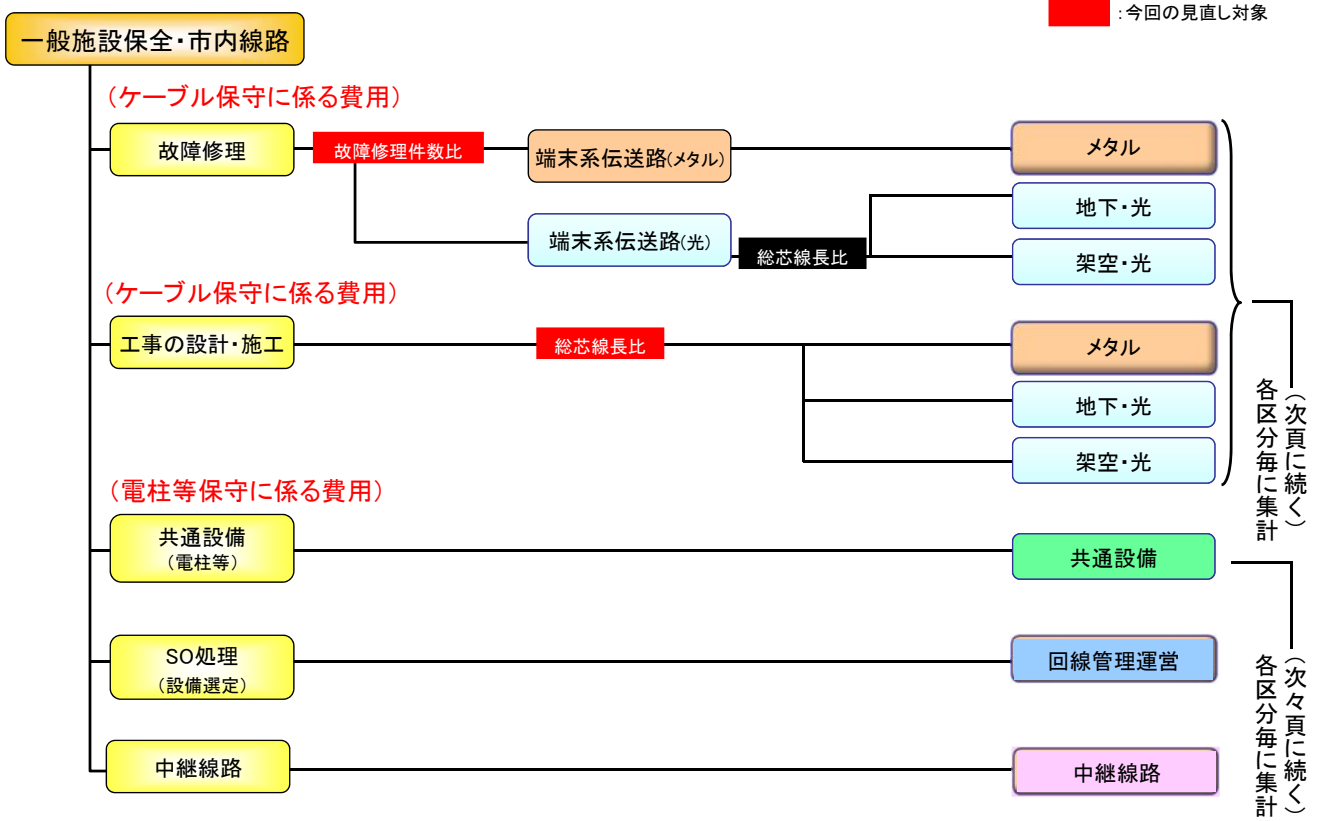 :今回の見直し対象
一般施設保全・市内線路
(ケーブル保守に係る費用)
故障修理
故障修理件数比
端末系伝送路(メタル)
メタル
端末系伝送路(光)
総芯線長比
地下・光
架空・光
(ケーブル保守に係る費用)
工事の設計・施工
総芯線長比
メタル
地下・光
架空・光
(次頁に続く)
各区分毎に集計
(電柱等保守に係る費用)
共通設備
(電柱等)
共通設備
SO処理
(設備選定)
回線管理運営
中継線路
中継線路
(次々頁に続く)
各区分毎に集計